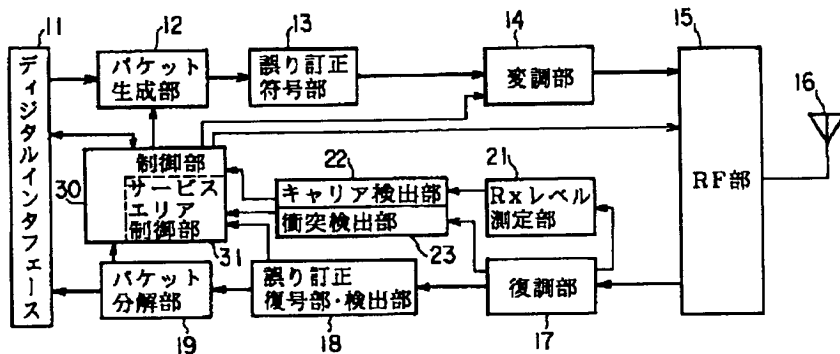 11
ディジタルインタフェース
12
パケット
生成部
13
誤り訂正
符号部
14
変調部
15
RF部
16
30
制御部
サービス
エリア
制御部
31
22
キャリア検出部
衝突検出部
23
21
Rxレベル
測定部
パケット
分解部
19
誤り訂正
復号部・検出部
18
復調部
17